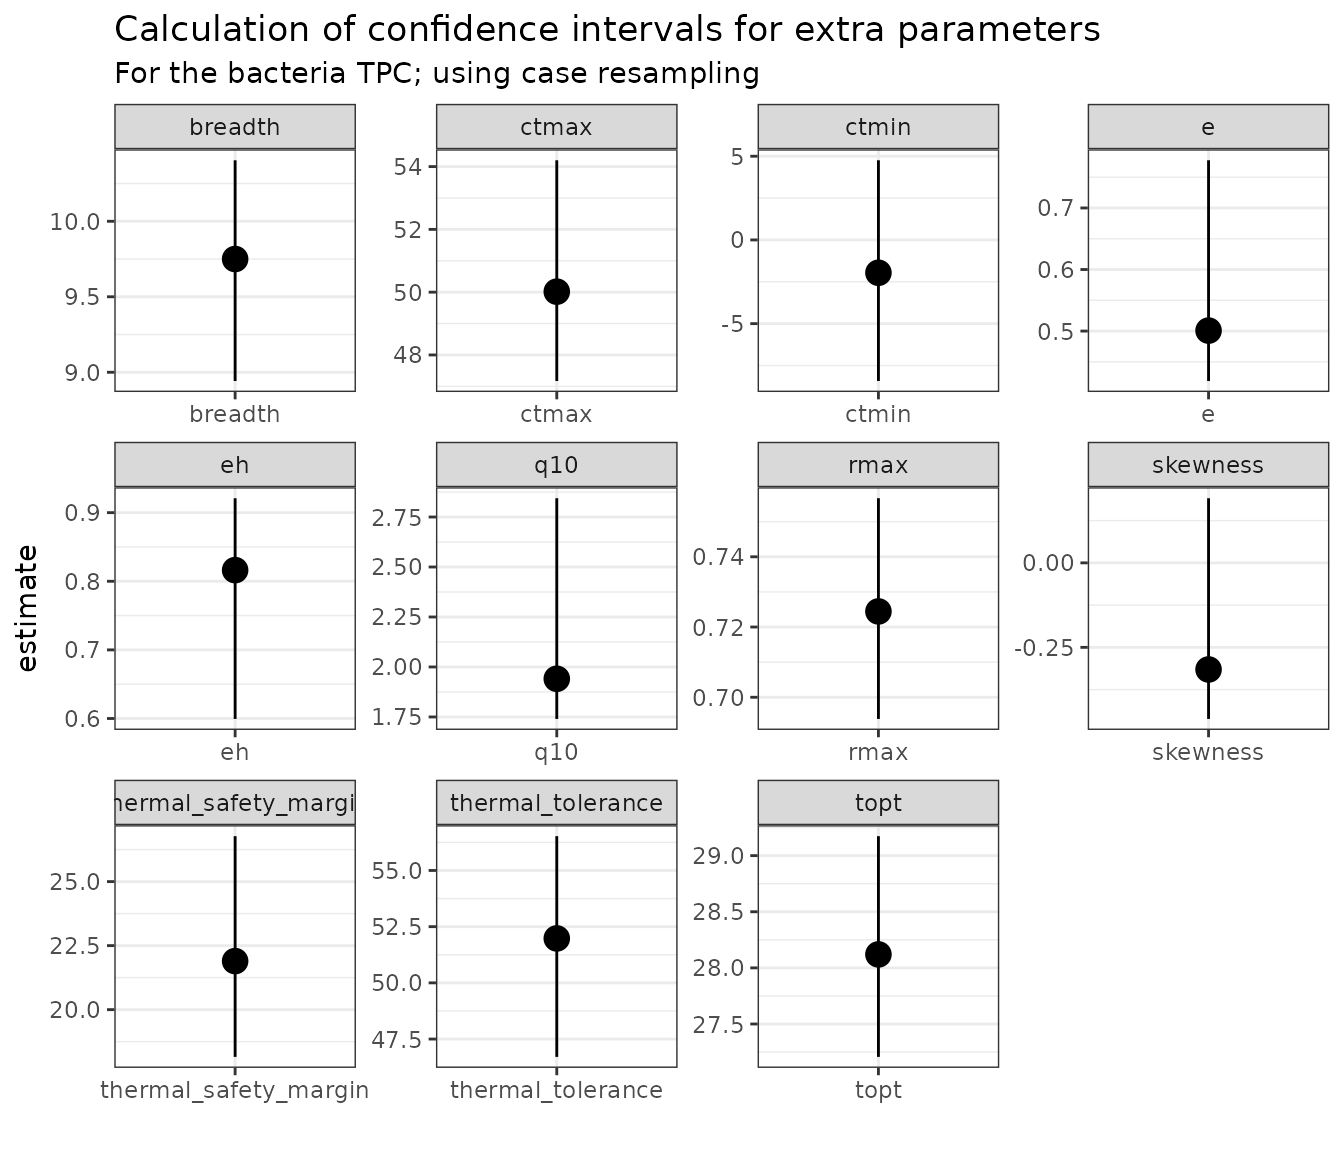 Calculation of confidence intervals for extra parameters
For the bacteria TPC; using case resampling
estimate
breadth
10.0
9.5
9.0
breadth
ctmax
54
52
50
48
ctmax
ctmin
5
0
-5
ctmin
e
0.7
0.6
0.5
e
eh
0.9
0.8
0.7
0.6
eh
q10
2.75
2.50
2.25
2.00
1.75
q10
rmax
0.74
0.72
0.70
rmax
skewness
0.00
-0.25
skewness
hermal_safety_margi
25.0
22.5
20.0
thermal_safety_margin
thermal_tolerance
55.0
52.5
50.0
47.5
thermal_tolerance
topt
29.0
28.5
28.0
27.5
topt